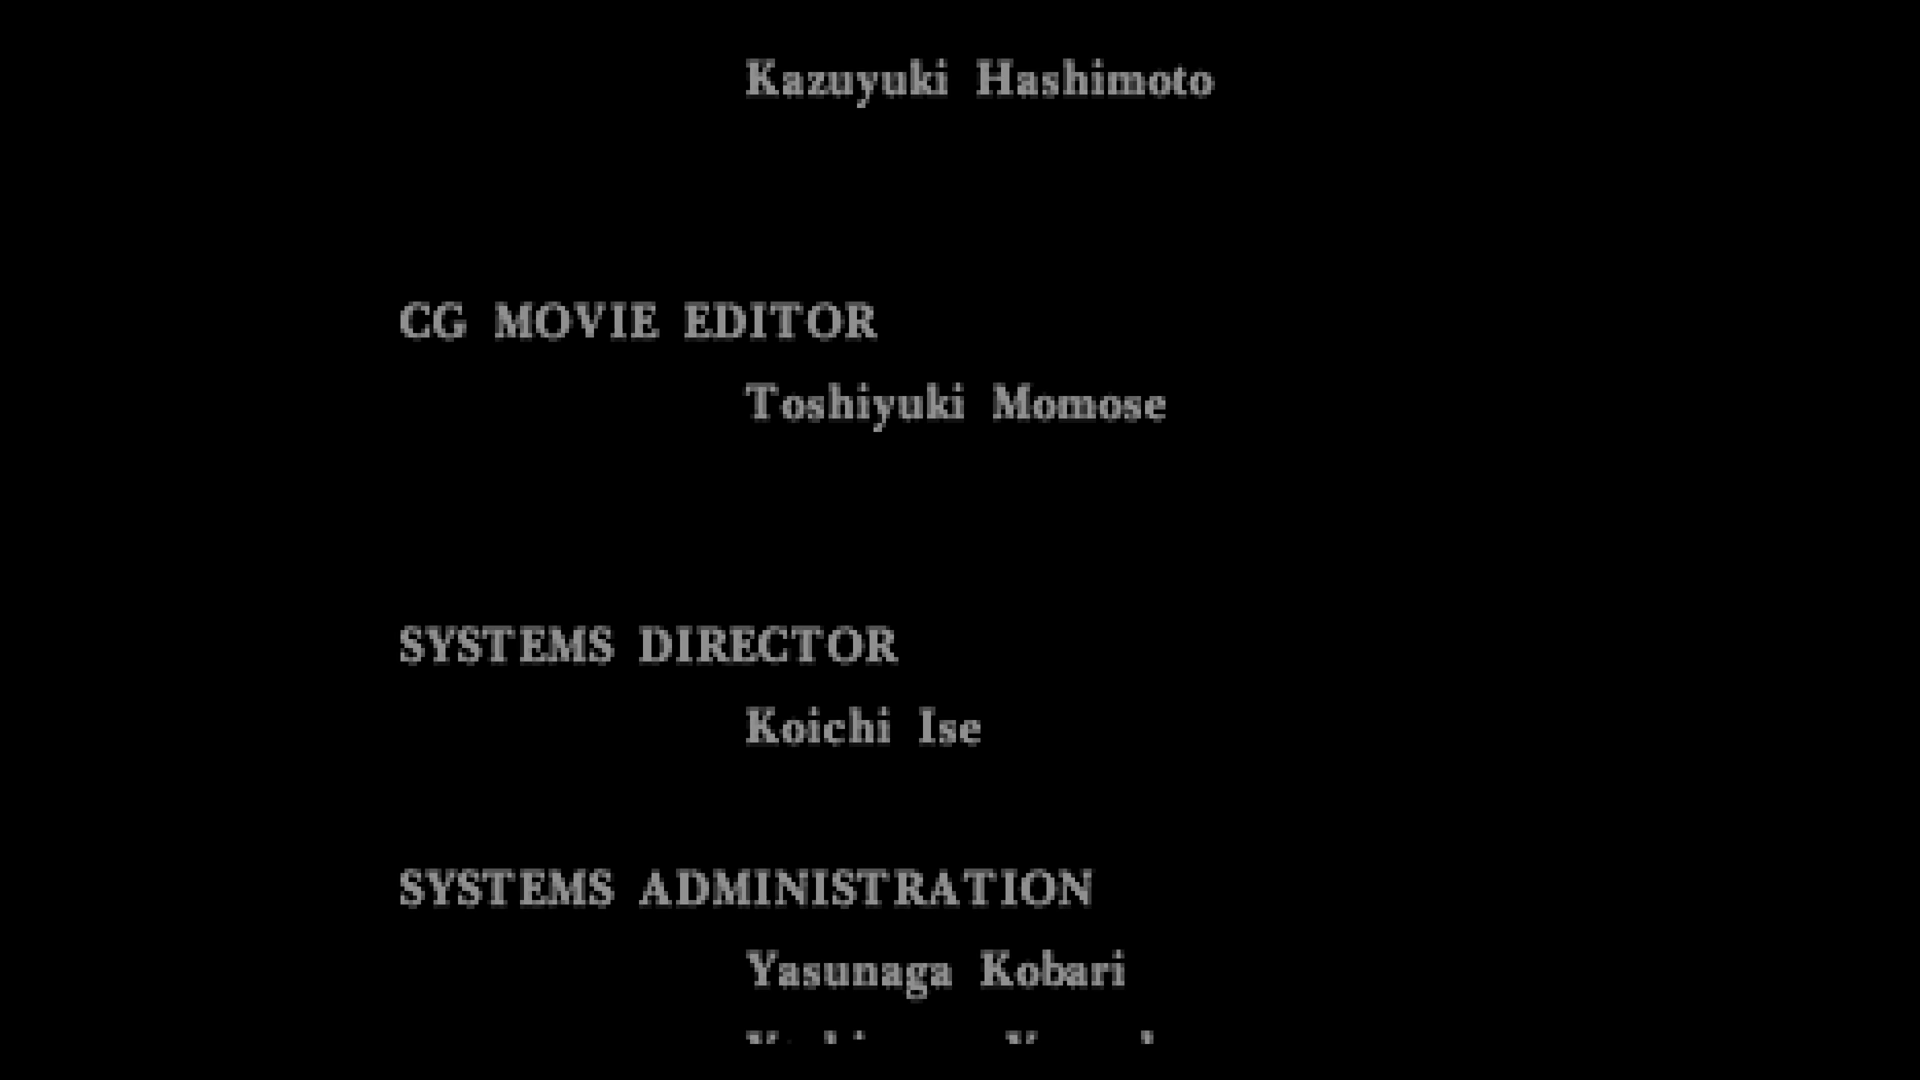 Kazuyuki Hashimoto
CG MOVIE EDITOR
Toshiyuki Momose
SYSTEMS DIRECTOR
Koichi Ise
SYSTEMS ADMINISTRATION
Yasunaga Kobari